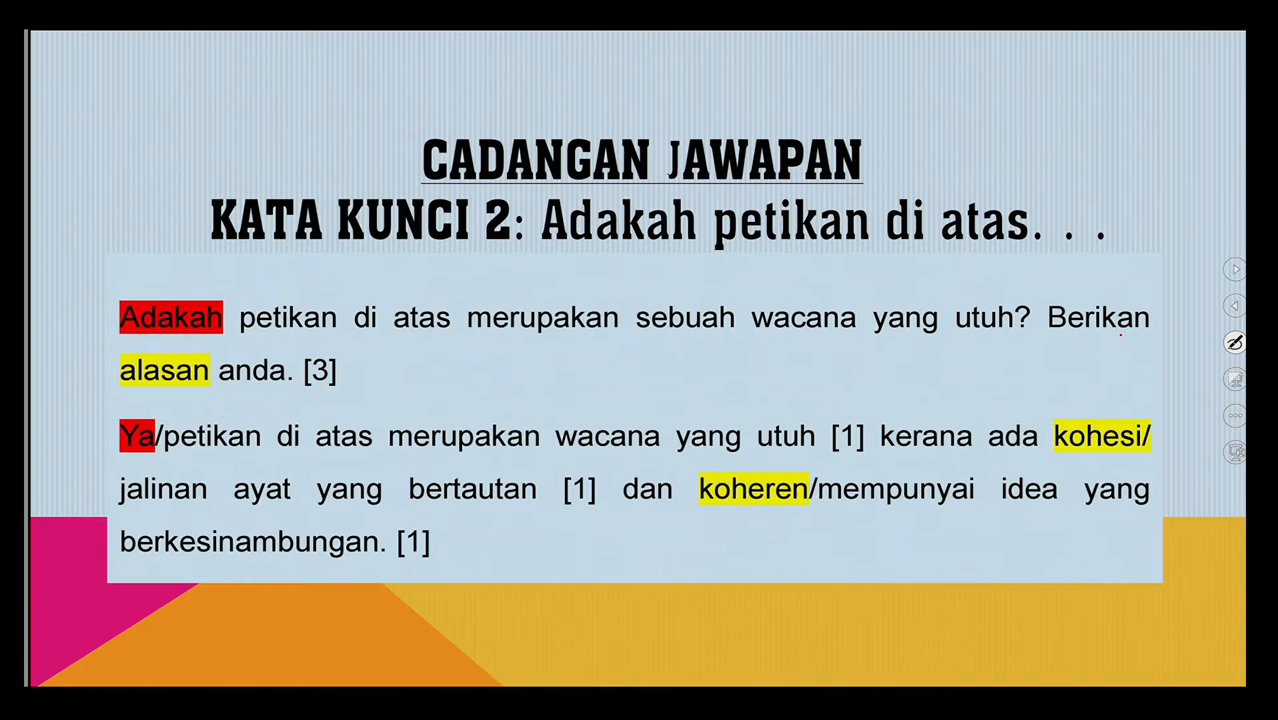 CADANGAN JAWAPAN
KATA KUNCI 2: Adakah petikan di atas. . .
Adakah petikan di atas merupakan sebuah wacana yang utuh? Berikan
alasan anda. [3]
Ya/petikan di atas merupakan wacana yang utuh [1] kerana ada kohesi/
jalinan ayat yang bertautan [1] dan koheren/mempunyai idea yang
berkesinambungan. [1]